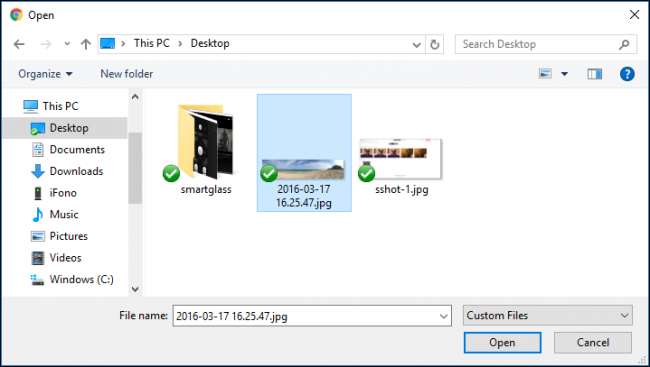 Open
This PC > Desktop
Search Desktop
Organize
New folder
This PC
Desktop
Documents
Downloads
iFono
Music
Pictures
Videos
Windows (C:)
smartglass
2016-03-17
16.25.47.jpg
sshot-1.jpg
File name:
2016-03-17 16.25.47.jpg
Custom Files
Open
Cancel